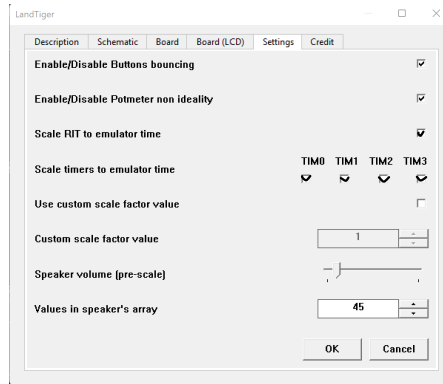 LandTiger
Description Schematic Board Board (LCD) Settings Credit
Enable/Disable Buttons bouncing
Enable/Disable Potmeter non ideality
Scale RIT to emulator time
TIM0 TIM1 TIM2 TIM3
Scale timers to emulator time
Use custom scale factor value
Custom scale factor value 1
Speaker volume (pre-scale)
Values in speaker's array 45
OK Cancel